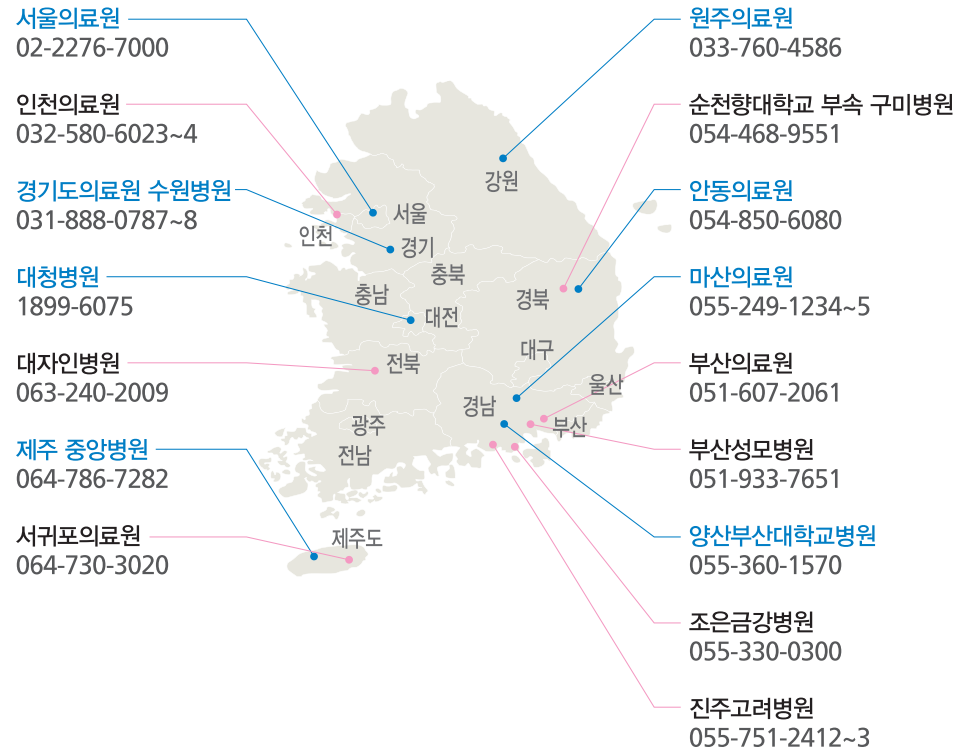 서울의료원
02-2276-7000
인천의료원
032-580-6023~4
경기도의료원 수원병원
031-888-0787~8
대청병원
1899-6075
대자인병원
063-240-2009
제주 중앙병원
064-786-7282
서귀포의료원
064-730-3020
강원
서울
인천
경기
충북
충남
경북
대전
대구
전북
울산
경남
광주
부산
전남
제주도
원주의료원
033-760-4586
순천향대학교 부속 구미병원
054-468-9551
안동의료원
054-850-6080
마산의료원
055-249-1234~5
부산의료원
051-607-2061
부산성모병원
051-933-7651
양산부산대학교병원
055-360-1570
조은금강병원
055-330-0300
진주고려병원
055-751-2412~3